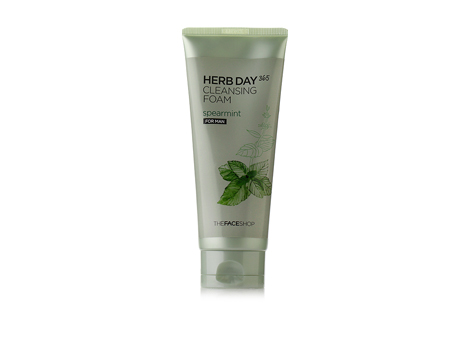 HERB DAY 365
CLEANSING
FOAM
spearmint
FOR MAN
THEFACESHOP